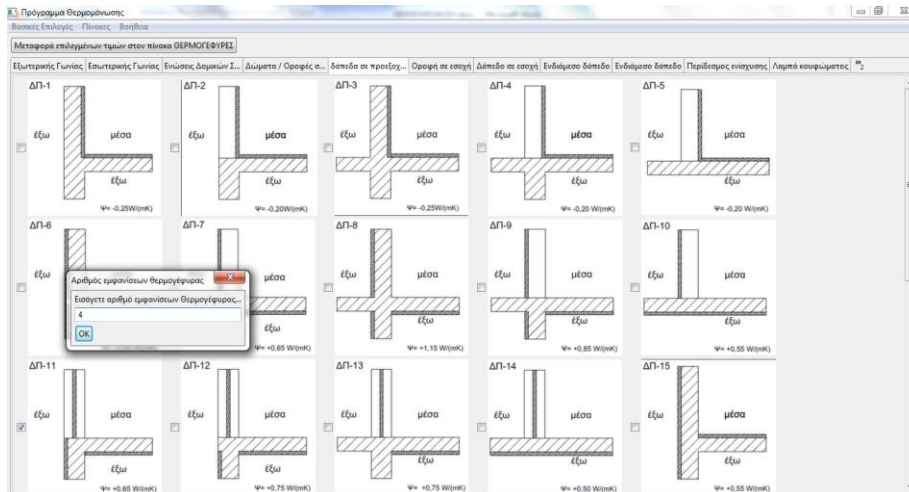 Πρόγραμμα Θερμομόνωσης
Βασικές Επιλογές Πίνακες Βοήθεια
Μεταφορά επιλεγμένων τιμών στον πίνακα ΘΕΡΜΟΓΕΦΥΡΕΣ
Εξωτερικής Γωνίας Εσωτερικής Γωνίας Ενώσεις Δομικών Σ... Δώματα / Οροφές σ... δάπεδα σε προεξοχ... Οροφή σε εσοχή Δάπεδο σε εσοχή Ενδιάμεσο δάπεδο Ενδιάμεσο δάπεδο Περίδεσμος ενίσχυσης Λαμπά κουφώματος »2
ΔΠ-1 ΔΠ-2 ΔΠ-3 ΔΠ-4 ΔΠ-5
έξω μέσα έξω μέσα έξω μέσα έξω μέσα έξω μέσα
έξω έξω έξω έξω έξω
Ψ= -0,25W/(mK) Ψ= -0,20W/(mK) Ψ= -0,25W/(mK) Ψ= -0,20 W/(mK) Ψ= -0,20 W/(mK)
ΔΠ-6 ΔΠ-7 ΔΠ-8 ΔΠ-9 ΔΠ-10
έξω μέσα έξω μέσα έξω μέσα έξω μέσα
Αριθμός εμφανίσεων θερμογέφυρας
Εισάγετε αριθμό εμφανίσεων Θερμογέφυρας...
4
OK
έξω έξω έξω
+0,65 W/(mK) Ψ= +1,15 W/(mK) Ψ= +0,85 W/(mK) Ψ= +0,55 W/(mK)
ΔΠ-11 ΔΠ-12 ΔΠ-13 ΔΠ-14 ΔΠ-15
έξω μέσα έξω μέσα έξω μέσα έξω μέσα έξω μέσα
έξω έξω έξω έξω έξω
Ψ= +0,65 W/(mK) Ψ= +0,75 W/(mK) Ψ= +0,75 W/(mK) Ψ= +0,50 W/(mK) Ψ= +0,55 W/(mK)